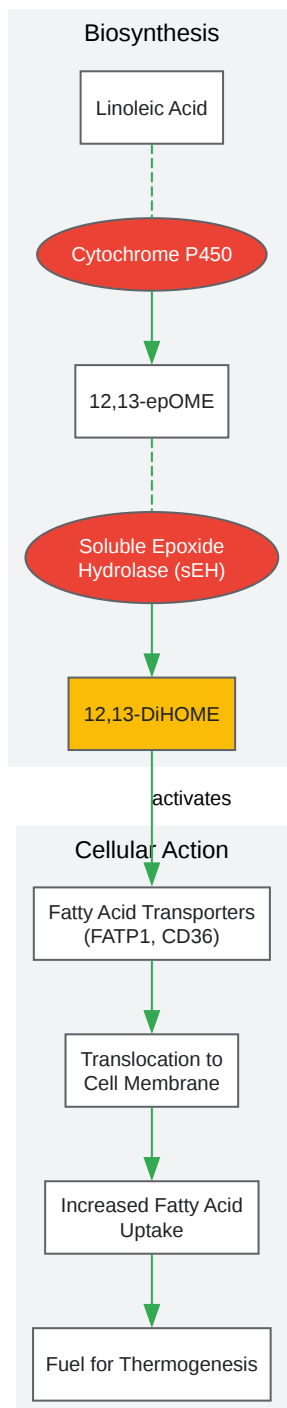 Biosynthesis
Linoleic Acid
Cytochrome P450
12,13-epOME
Soluble Epoxide
Hydrolase (sEH)
12,13-DiHOME
activates
Cellular Action
Fatty Acid Transporters
(FATP1, CD36)
Translocation to
Cell Membrane
Increased Fatty Acid
Uptake
Fuel for Thermogenesis